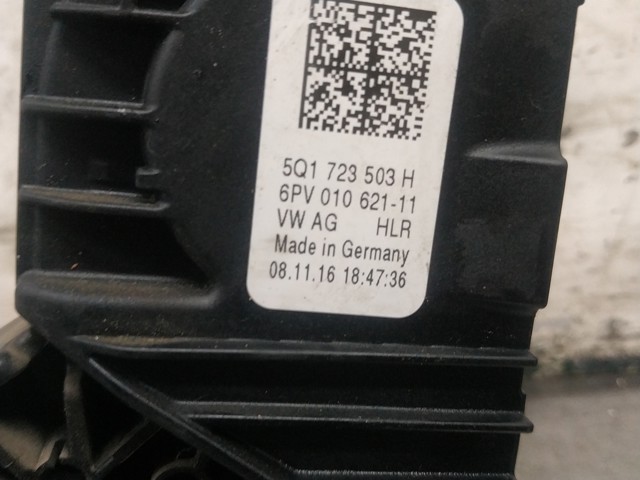 5Q1 723 503 H
6PV 010 621-11
VW AG HLR
Made in Germany
08.11.16 18:47:36